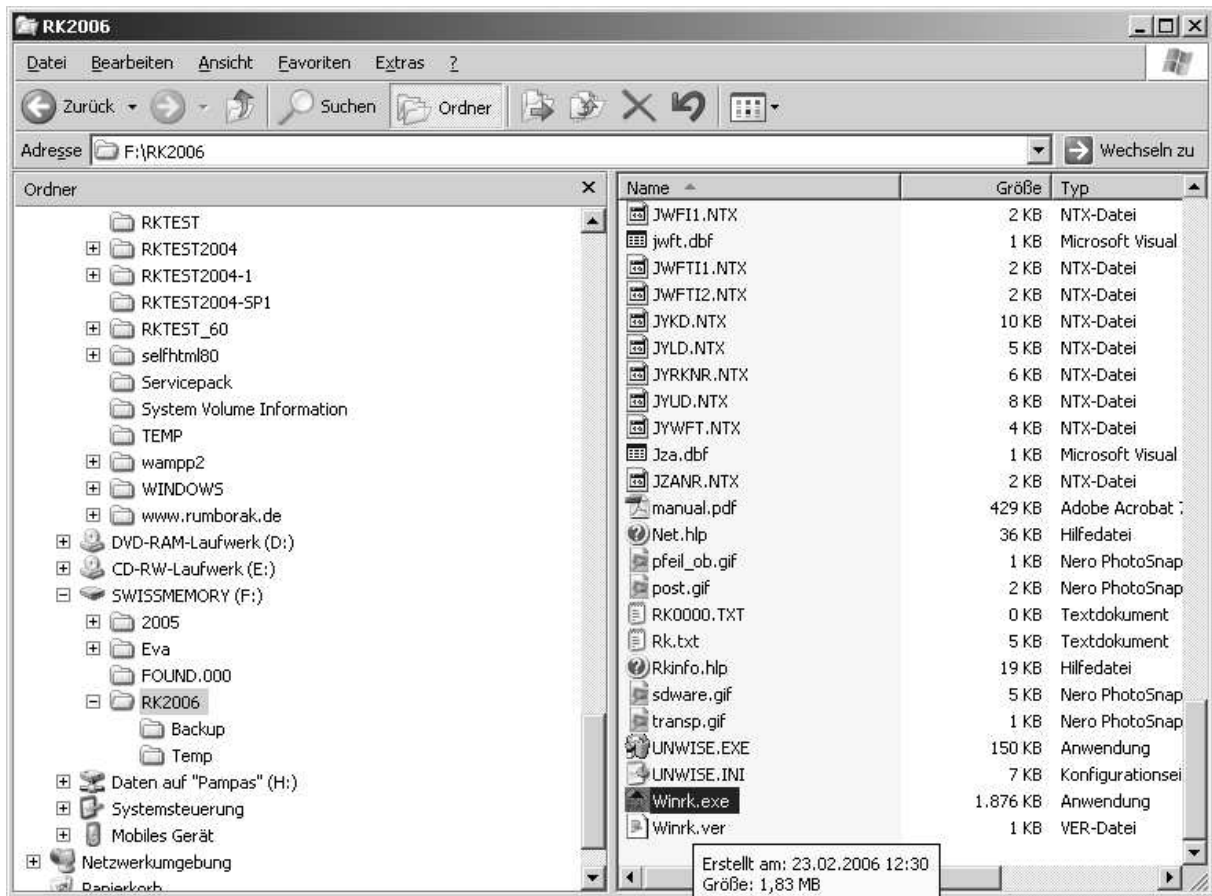 RK2006
Datei Bearbeiten Ansicht Favoriten Extras ?
Zurück Suchen Ordner
Adresse F:\RK2006 Wechseln zu
Ordner
RKTEST
RKTEST2004
RKTEST2004-1
RKTEST2004-SP1
RKTEST_60
selfhtml80
Servicepack
System Volume Information
TEMP
wampp2
WINDOWS
www.rumborak.de
DVD-RAM-Laufwerk (D:)
CD-RW-Laufwerk (E:)
SWISSMEMORY (F:)
2005
Eva
FOUND.000
RK2006
Backup
Temp
Daten auf "Pampas" (H:)
Systemsteuerung
Mobiles Gerät
Netzwerkumgebung
Papierkorb
Name Größe Typ
JWFI1.NTX 2 KB NTX-Datei
jwft.dbf 1 KB Microsoft Visual
JWFTI1.NTX 2 KB NTX-Datei
JWFTI2.NTX 2 KB NTX-Datei
JYKD.NTX 10 KB NTX-Datei
JYLD.NTX 5 KB NTX-Datei
JYRKNR.NTX 6 KB NTX-Datei
JYUD.NTX 8 KB NTX-Datei
JYWFT.NTX 4 KB NTX-Datei
Jza.dbf 1 KB Microsoft Visual
JZANR.NTX 2 KB NTX-Datei
manual.pdf 429 KB Adobe Acrobat 7
Net.hlp 36 KB Hilfedatei
pfeil_ob.gif 1 KB Nero PhotoSnap
post.gif 2 KB Nero PhotoSnap
RK0000.TXT 0 KB Textdokument
Rk.txt 5 KB Textdokument
Rkinfo.hlp 19 KB Hilfedatei
sdware.gif 5 KB Nero PhotoSnap
transp.gif 1 KB Nero PhotoSnap
UNWISE.EXE 150 KB Anwendung
UNWISE.INI 7 KB Konfigurationsei
Winrk.exe 1.876 KB Anwendung
Winrk.ver 1 KB VER-Datei
Erstellt am: 23.02.2006 12:30
Größe: 1,83 MB